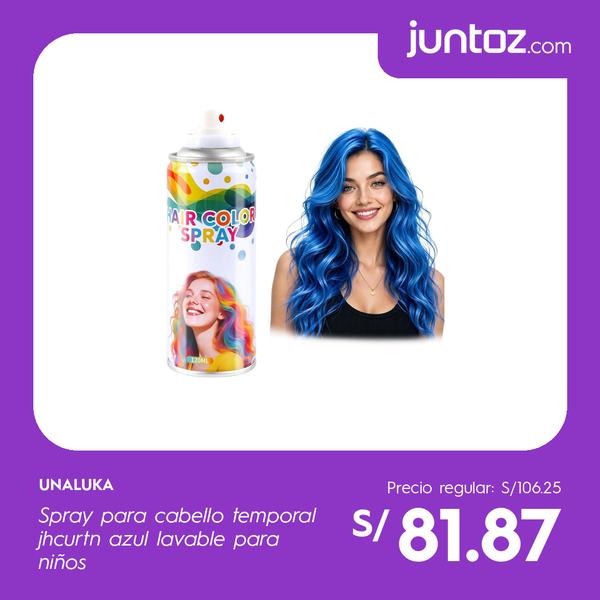 juntoz.com
HAIR COLOR
SPRAY
120ML
UNALUKA
Spray para cabello temporal
jhcurtn azul lavable para
niños
Precio regular: S/106.25
S/81.87